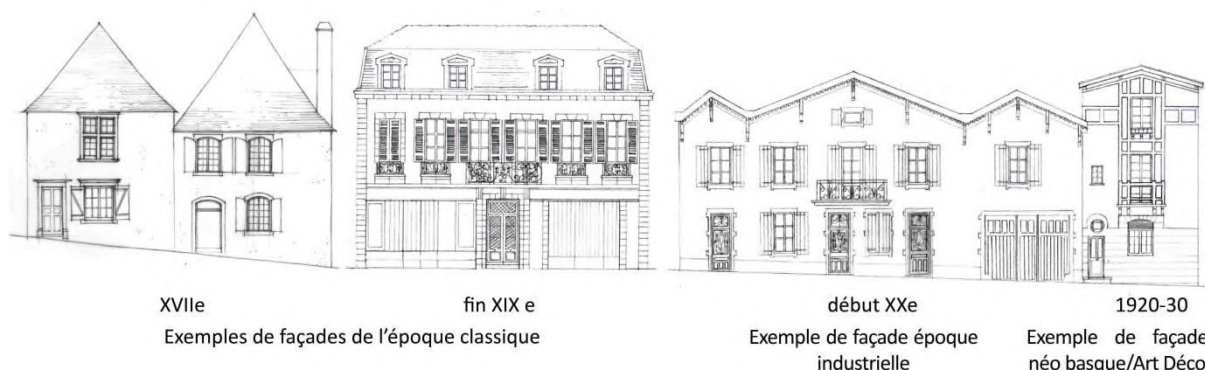 XVIIe
fin XIX e
début XXe
1920-30
Exemples de façades de l'époque classique
Exemple de façade époque
industrielle
Exemple de façade
néo basque/Art Déco